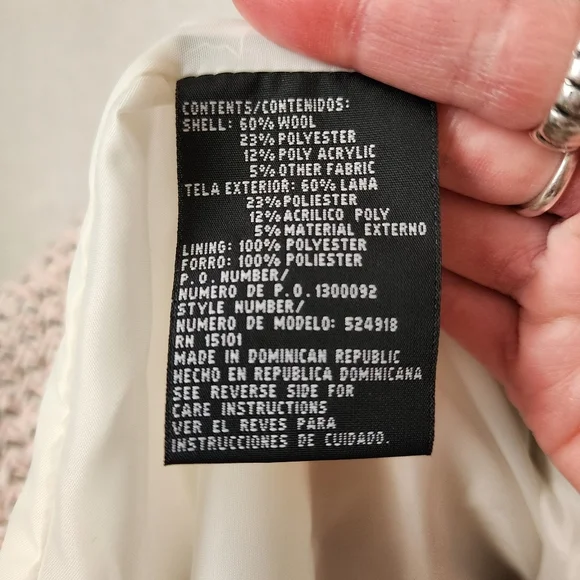 CONTENTS/CONTENIDOS:
SHELL: 60% WOOL
23% POLYESTER
12% POLY ACRYLIC
5% OTHER FABRIC
TELA EXTERIOR: 60% LANA
23% POLIESTER
12% ACRILICO POLY
5% MATERIAL EXTERNO
LINING: 100% POLYESTER
FORRO: 100% POLIESTER
P.O. NUMBER/
NUMERO DE P.O. 1300092
STYLE NUMBER/
NUMERO DE MODELO: 524918
RN 15101
MADE IN DOMINICAN REPUBLIC
HECHO EN REPUBLICA DOMINICANA
SEE REVERSE SIDE FOR
CARE INSTRUCTIONS
VER EL REVES PARA
INSTRUCCIONES DE CUIDADO.